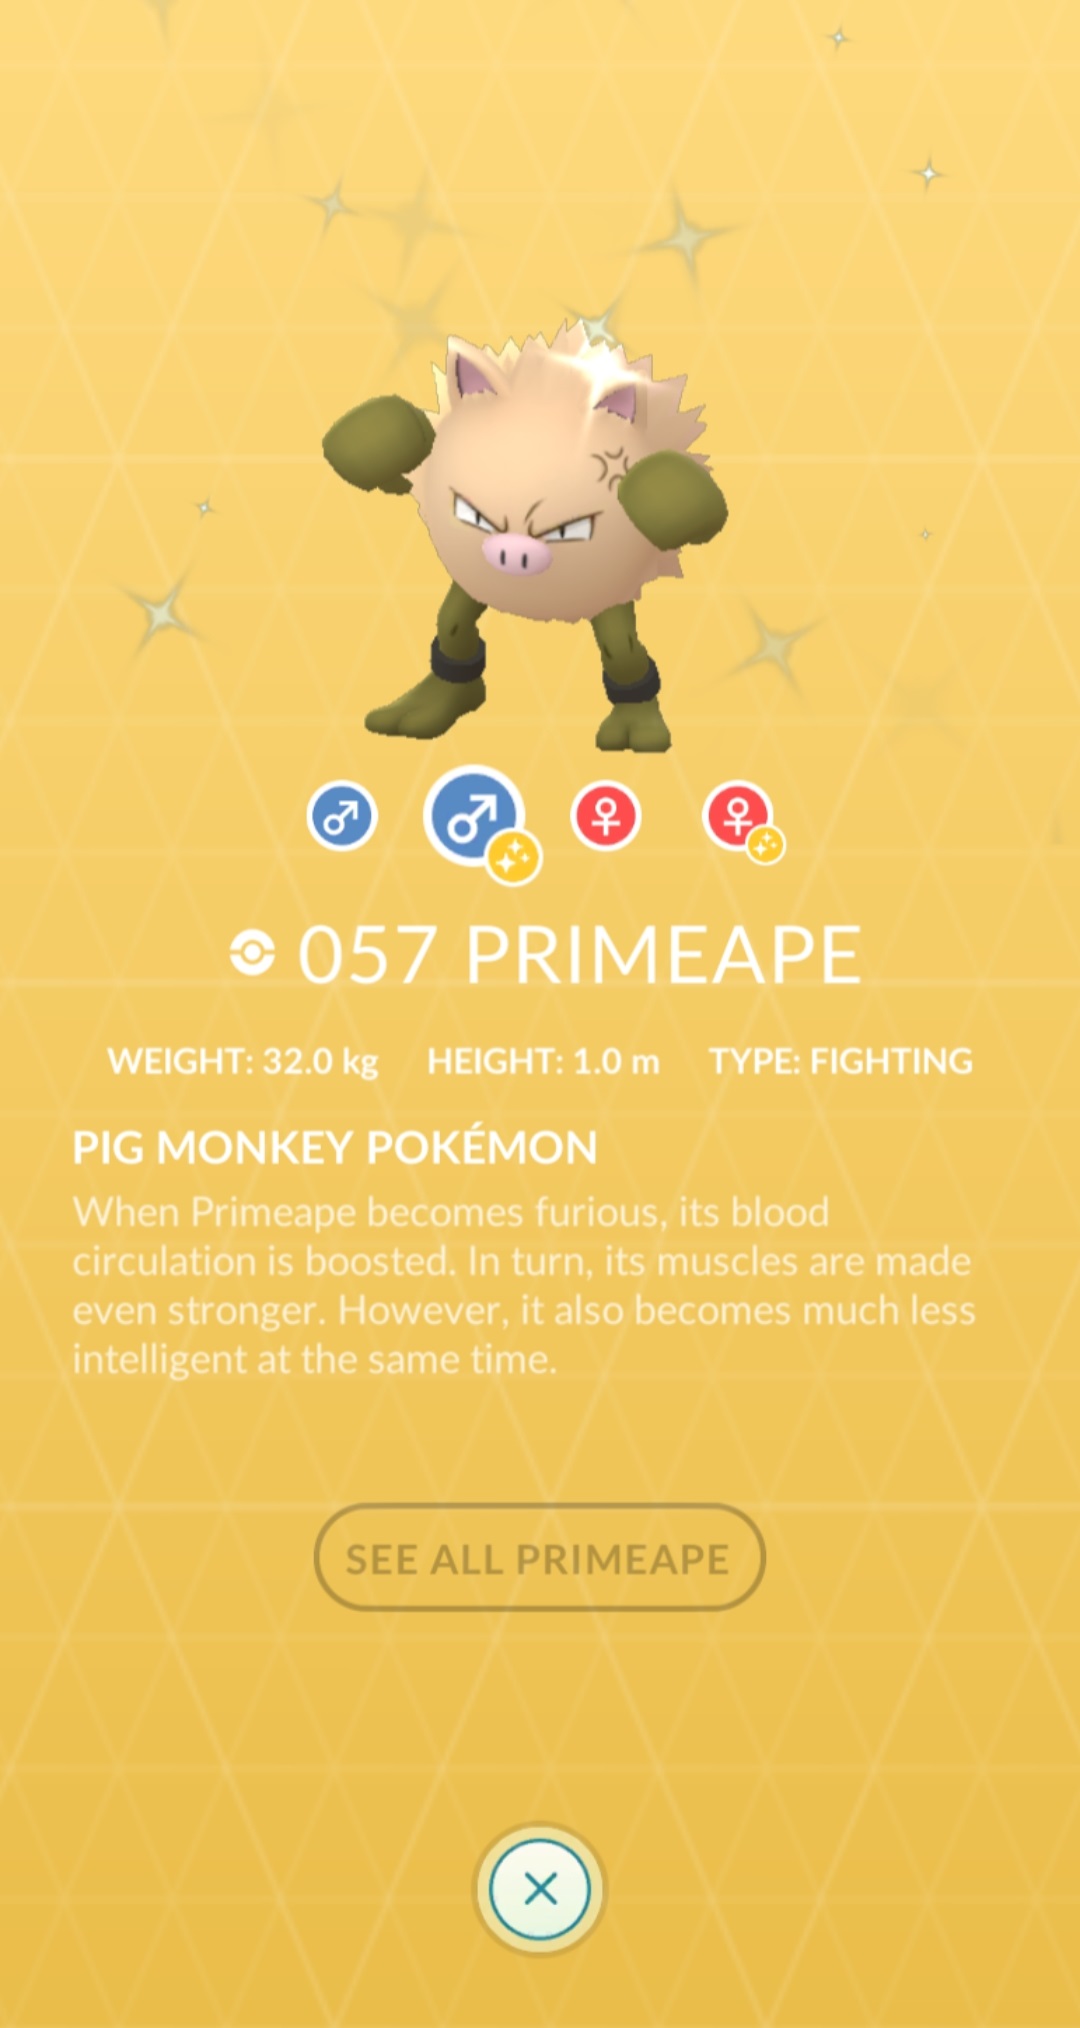 057 PRIMEAPE
WEIGHT: 32.0 kg HEIGHT: 1.0 m TYPE: FIGHTING
PIG MONKEY POKÉMON
When Primeape becomes furious, its blood
circulation is boosted. In turn, its muscles are made
even stronger. However, it also becomes much less
intelligent at the same time.
SEE ALL PRIMEAPE